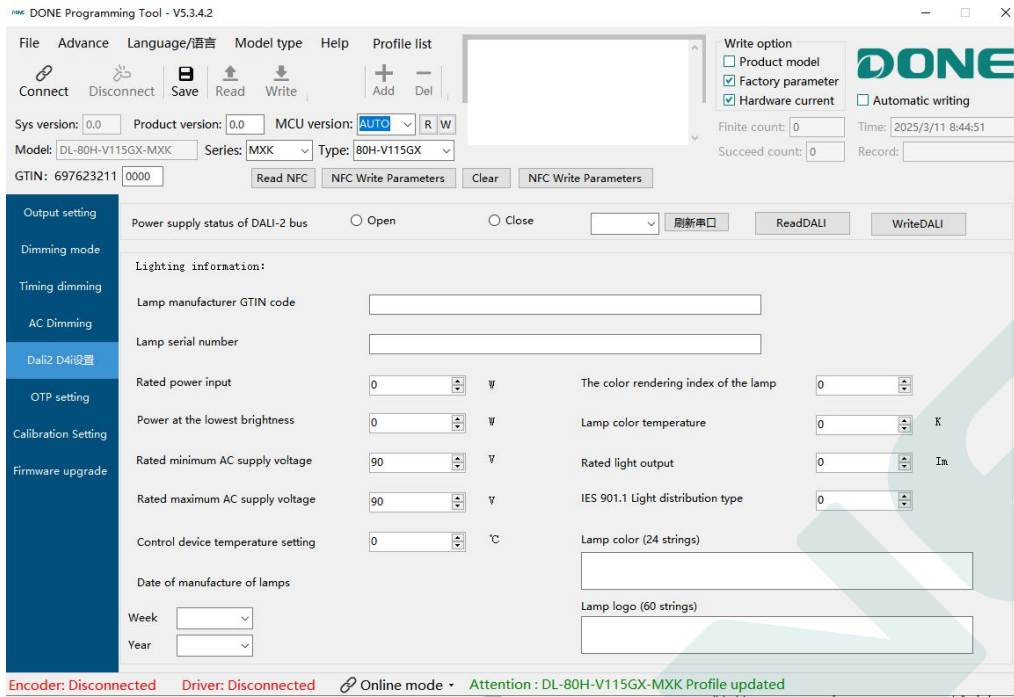 DONE DONE Programming Tool - V5.3.4.2
File Advance Language/语言 Model type Help Profile list
Connect Disconnect Save Read Write Add Del
Write option
Product model
Factory parameter
Hardware current
DONE
Automatic writing
Sys version: 0.0 Product version: 0.0 MCU version: AUTO R W
Finite count: 0 Time: 2025/3/11 8:44:51
Model: DL-80H-V115GX-MXK Series: MXK Type: 80H-V115GX
Succeed count: 0 Record:
GTIN: 697623211 0000 Read NFC NFC Write Parameters Clear NFC Write Parameters
Output setting
Dimming mode
Timing dimming
AC Dimming
Dali2 D4i设置
OTP setting
Calibration Setting
Firmware upgrade
Power supply status of DALI-2 bus Open Close 刷新串口 ReadDALI WriteDALI
Lighting information:
Lamp manufacturer GTIN code
Lamp serial number
Rated power input 0 W The color rendering index of the lamp 0
Power at the lowest brightness 0 W Lamp color temperature 0 K
Rated minimum AC supply voltage 90 V Rated light output 0 Im
Rated maximum AC supply voltage 90 V IES 901.1 Light distribution type 0
Control device temperature setting 0 ℃ Lamp color (24 strings)
Date of manufacture of lamps
Lamp logo (60 strings)
Week
Year
Encoder: Disconnected Driver: Disconnected Online mode Attention : DL-80H-V115GX-MXK Profile updated